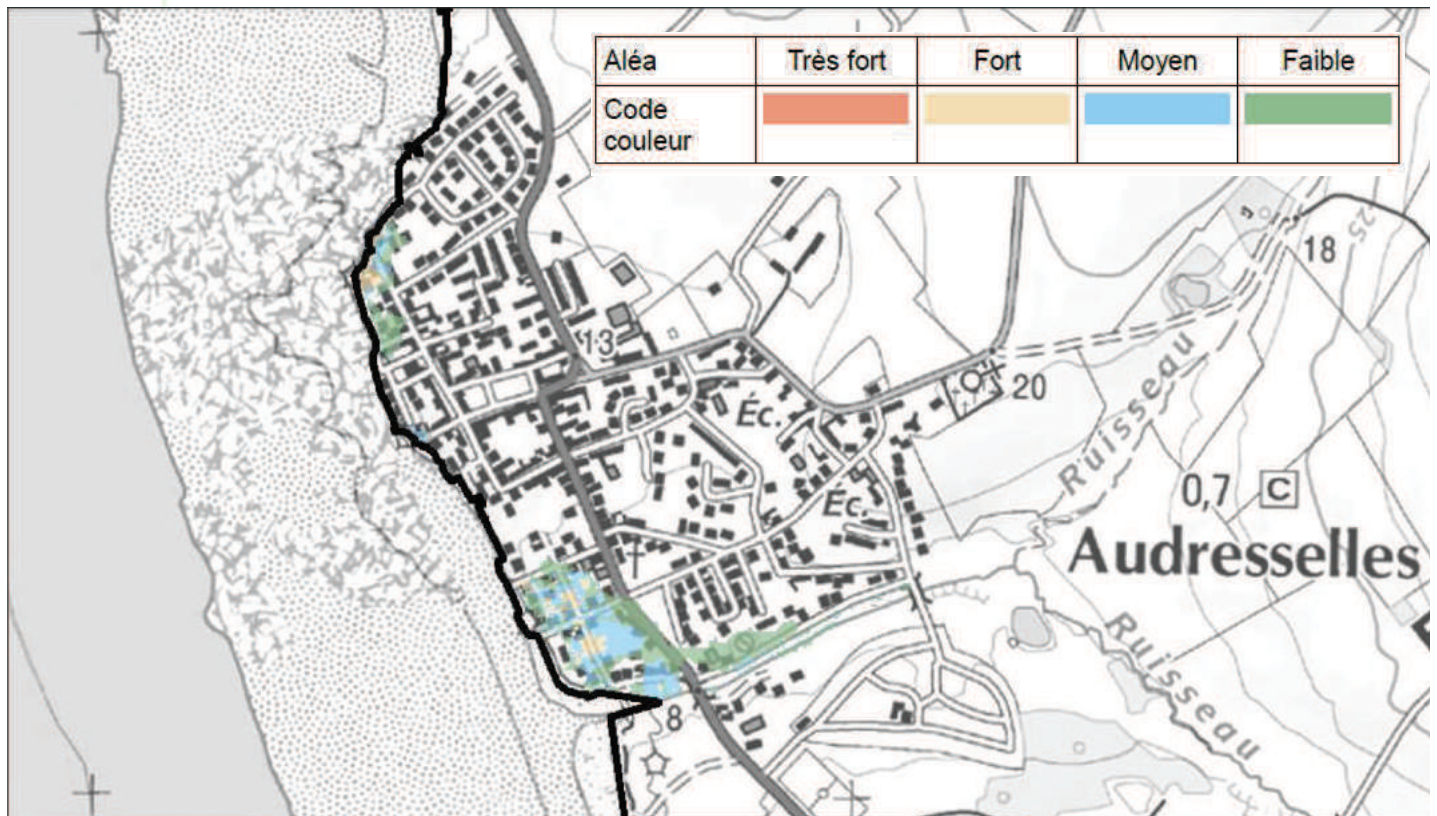 Aléa Très fort Fort Moyen Faible
Code
couleur
18
25
13
20
Éc.
Ruisseau
0,7 C
Éc.
Audresselles
Ruisseau
8